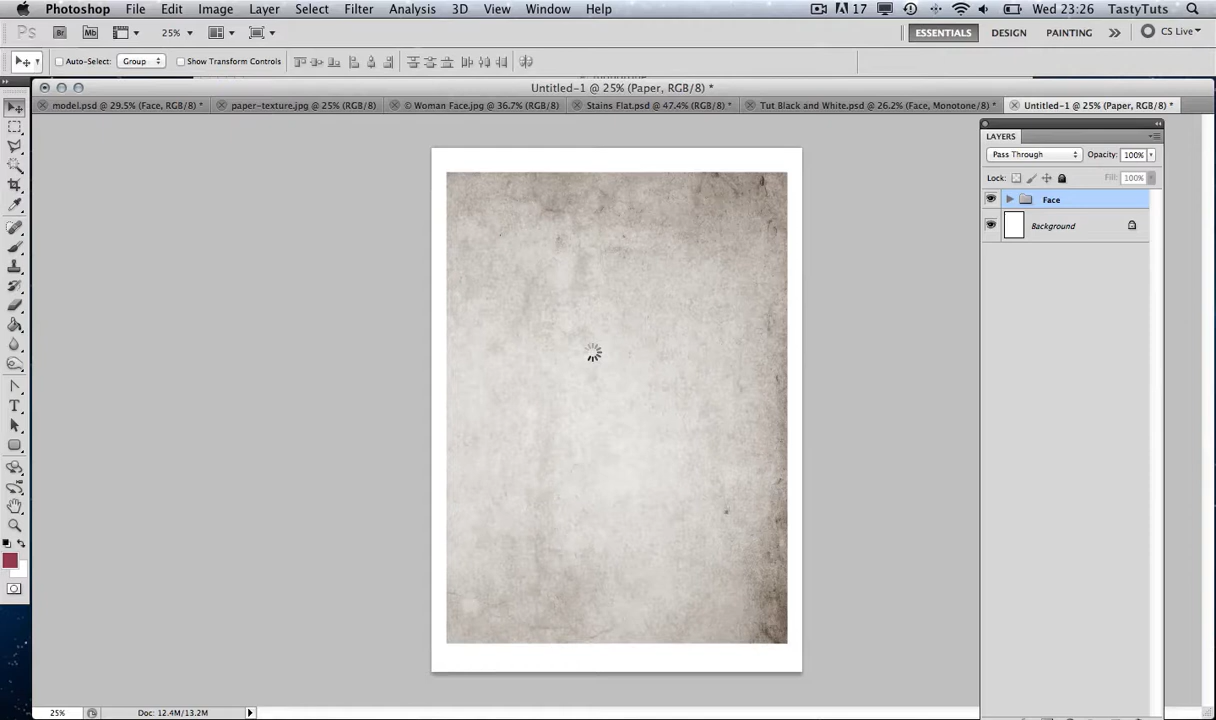 Photoshop File Edit Image Layer Select Filter Analysis 3D View Window Help 17 Wed 23:26 TastyTuts
Ps Br Mb 25% ESSENTIALS DESIGN PAINTING CS Live
Auto-Select: Group Show Transform Controls
Untitled-1 @ 25% (Paper, RGB/8) *
model.psd @ 29.5% (Face, RGB/8) * paper-texture.jpg @ 25% (RGB/8) © Woman Face.jpg @ 36.7% (RGB/8) Stains Flat.psd @ 47.4% (RGB/8) * Tut Black and White.psd @ 26.2% (Face, Monotone/8) * Untitled-1 @ 25% (Paper, RGB/8) *
LAYERS
Pass Through Opacity: 100%
Lock: Fill: 100%
Face
Background
T
25% Doc: 12.4M/13.2M